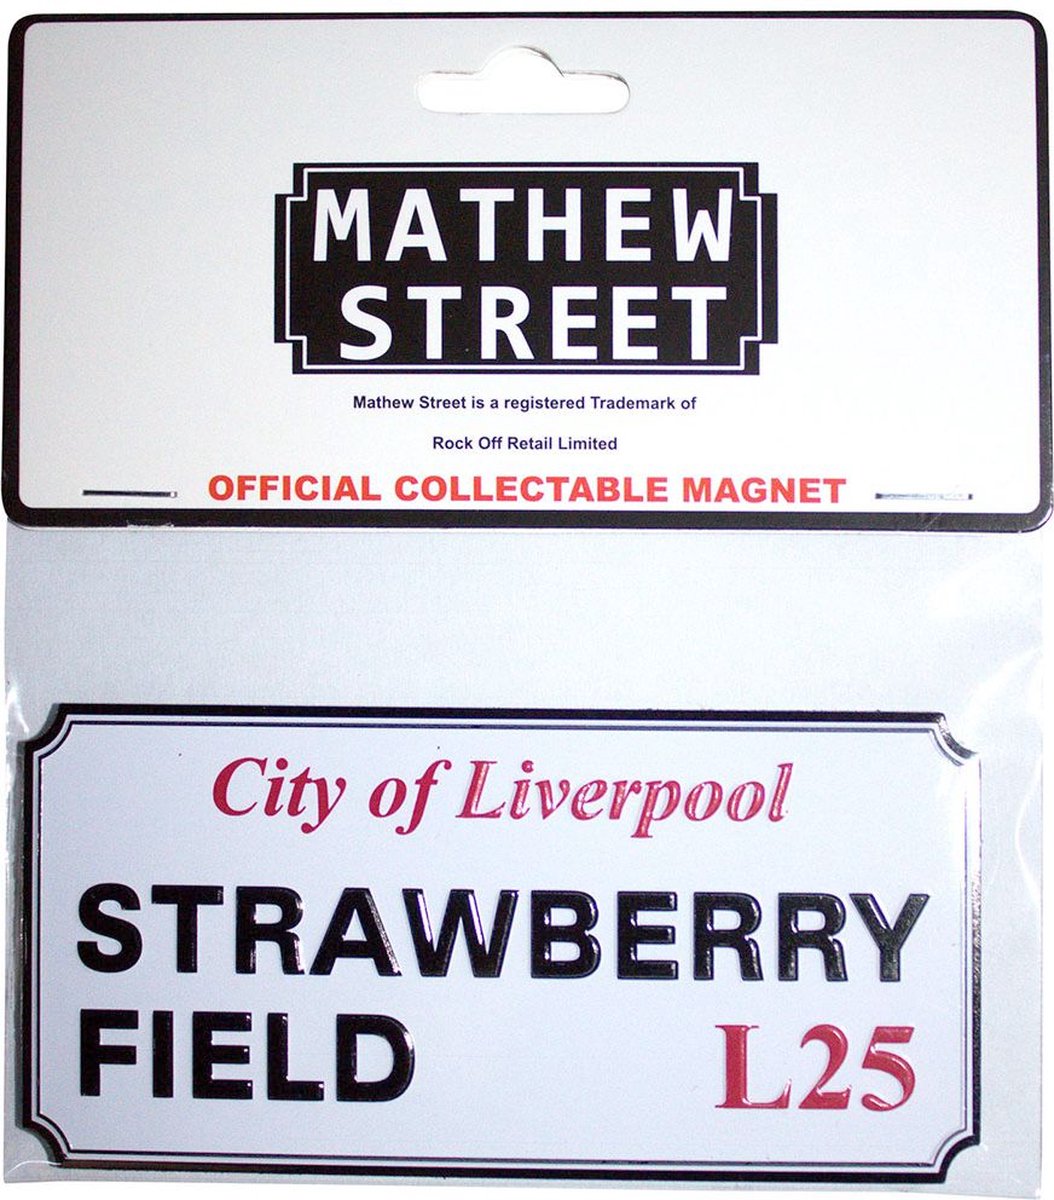 MATHEW
STREET
Mathew Street is a registered Trademark of
Rock Off Retail Limited
OFFICIAL COLLECTABLE MAGNET
City of Liverpool
STRAWBERRY
FIELD L25